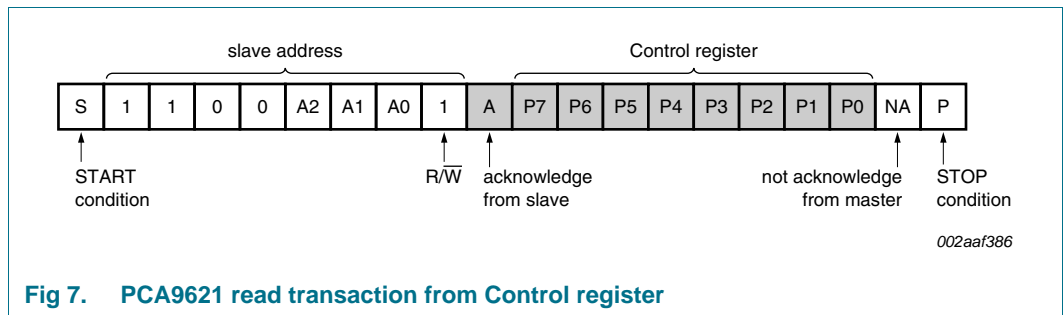 slave address Control register
S 1 1 0 0 A2 A1 A0 1 A P7 P6 P5 P4 P3 P2 P1 P0 NA P
START condition
R/W̅
acknowledge from slave
not acknowledge from master
STOP condition
002aaf386
Fig 7. PCA9621 read transaction from Control register